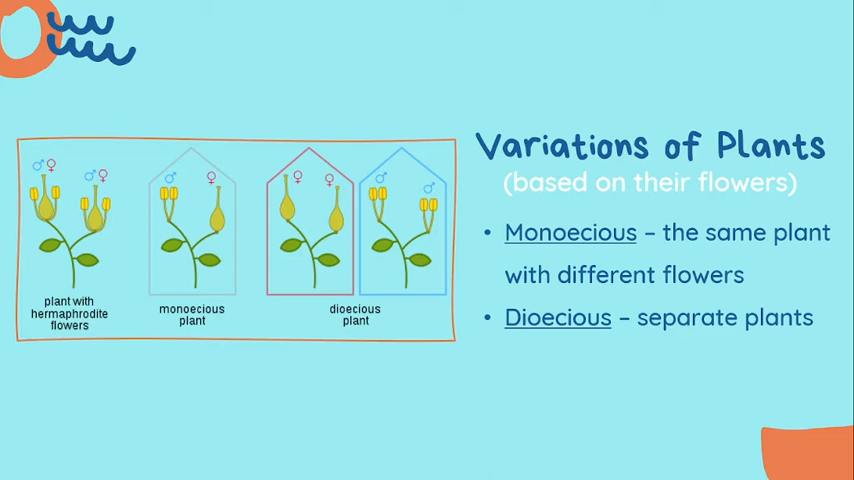 Variations of Plants
(based on their flowers)
• Monoecious – the same plant
with different flowers
• Dioecious – separate plants
♂♀ ♂♀ ♂ ♀ ♀ ♀ ♂ ♂
plant with
hermaphrodite
flowers
monoecious
plant
dioecious
plant